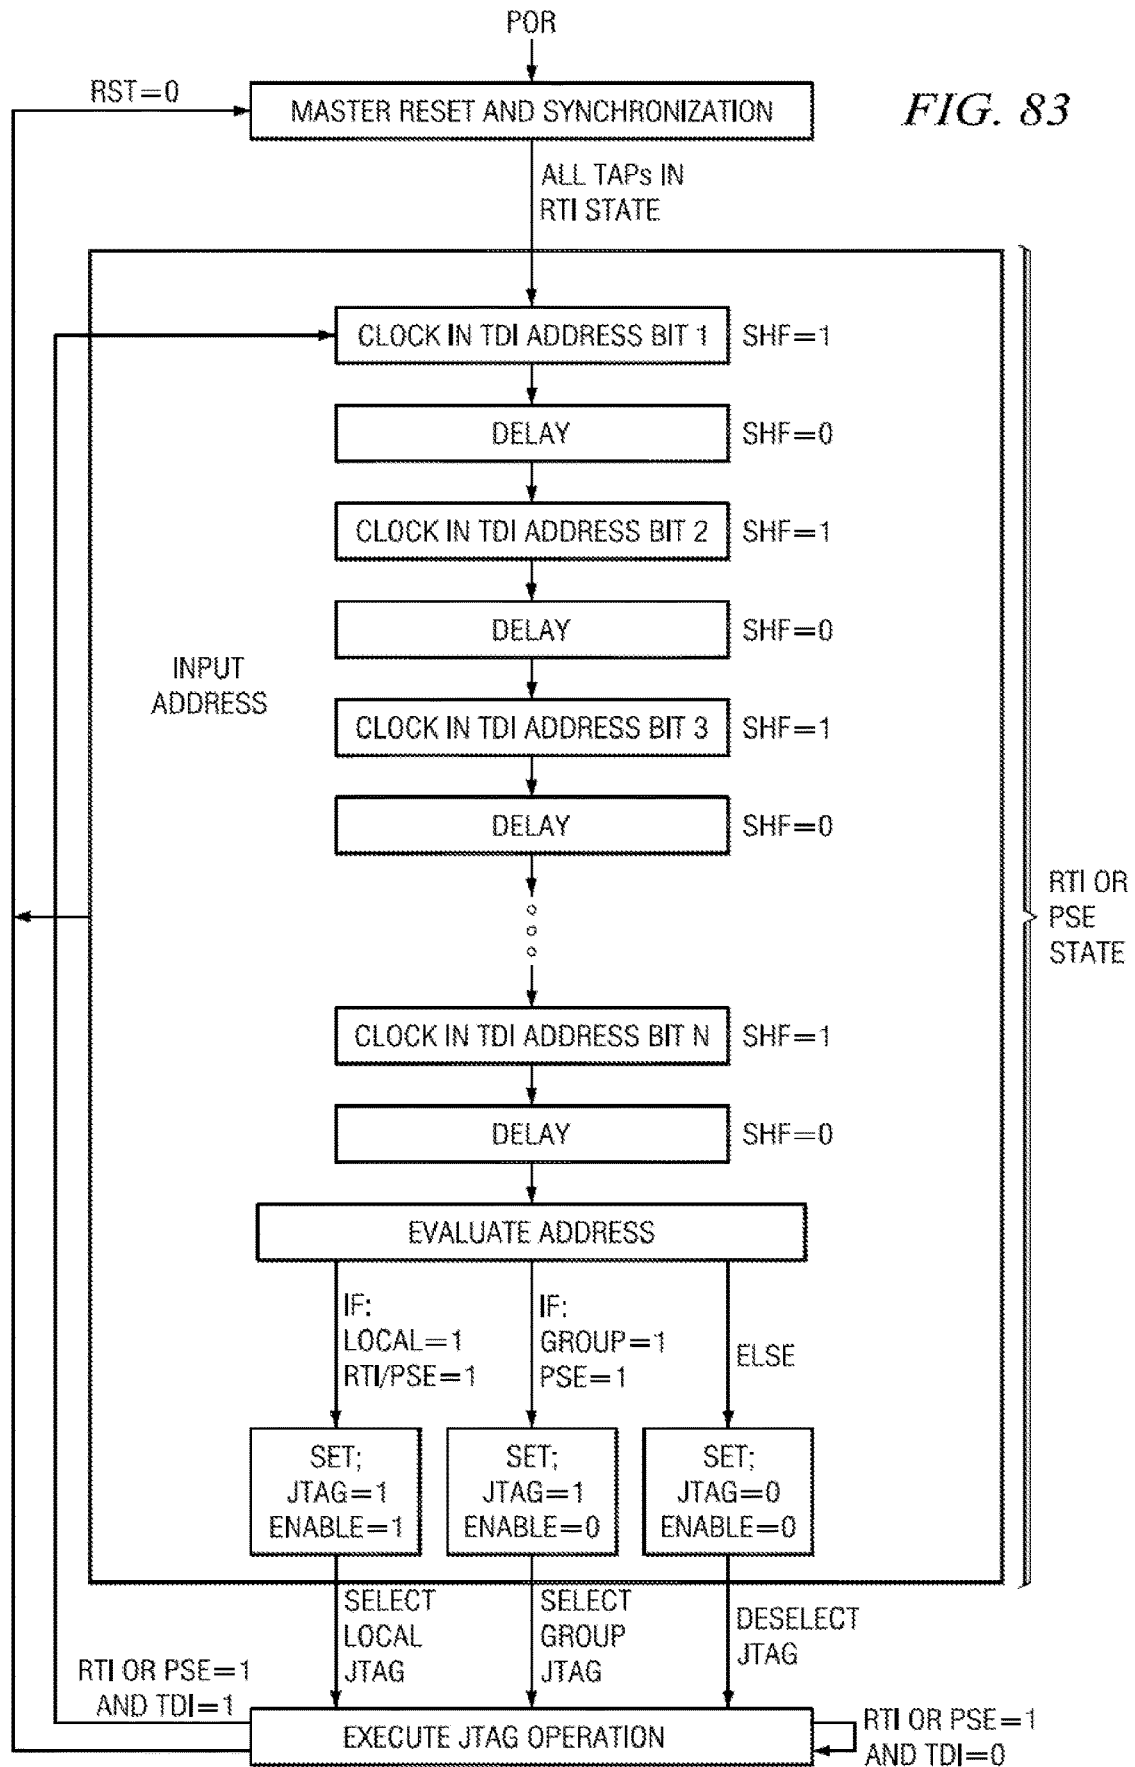 POR
RST=0
MASTER RESET AND SYNCHRONIZATION
FIG. 83
ALL TAPs IN
RTI STATE
CLOCK IN TDI ADDRESS BIT 1
SHF=1
DELAY
SHF=0
CLOCK IN TDI ADDRESS BIT 2
SHF=1
DELAY
SHF=0
INPUT
ADDRESS
CLOCK IN TDI ADDRESS BIT 3
SHF=1
DELAY
SHF=0
RTI OR
PSE
STATE
CLOCK IN TDI ADDRESS BIT N
SHF=1
DELAY
SHF=0
EVALUATE ADDRESS
IF:
LOCAL=1
RTI/PSE=1
IF:
GROUP=1
PSE=1
ELSE
SET;
JTAG=1
ENABLE=1
SET;
JTAG=1
ENABLE=0
SET;
JTAG=0
ENABLE=0
SELECT
LOCAL
JTAG
SELECT
GROUP
JTAG
DESELECT
JTAG
RTI OR PSE=1
AND TDI=1
EXECUTE JTAG OPERATION
RTI OR PSE=1
AND TDI=0